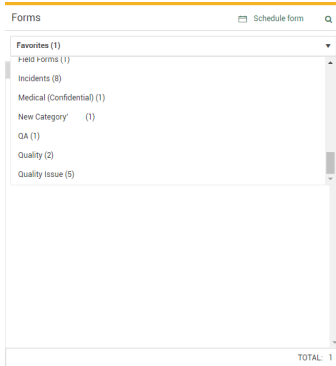 Forms
Schedule form
Favorites (1)
Field Forms (1)
Incidents (8)
Medical (Confidential) (1)
New Category' (1)
QA (1)
Quality (2)
Quality Issue (5)
TOTAL: 1